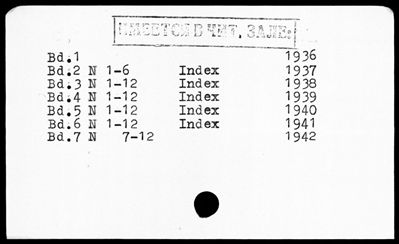 ИМЕЕТСЯ В ЧИТ. ЗАЛЕ:
Bd.1 1936
Bd.2 N 1-6 Index 1937
Bd.3 N 1-12 Index 1938
Bd.4 N 1-12 Index 1939
Bd.5 N 1-12 Index 1940
Bd.6 N 1-12 Index 1941
Bd.7 N 7-12 1942